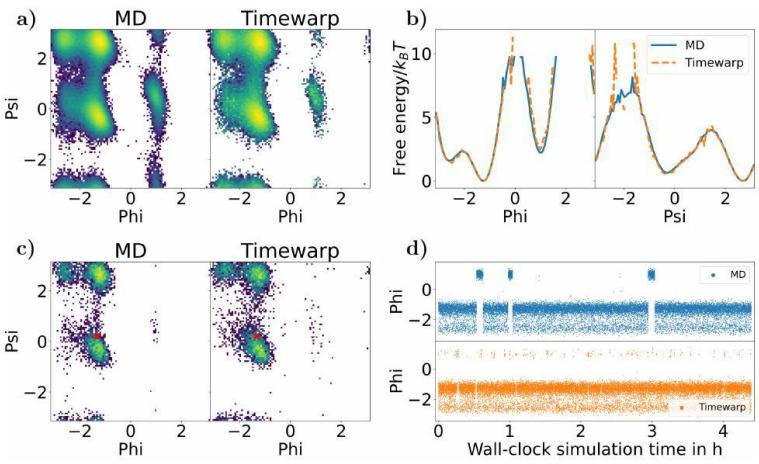 a) MD Timewarp
2
0
−2
Psi
−2 0 2 −2 0 2
Phi Phi
b)
10
5
0
Free energy/k_BT
MD
Timewarp
−2 0 2 −2 0 2
Phi Psi
c) MD Timewarp
2
0
−2
Psi
−2 0 2 −2 0 2
Phi Phi
d)
0
−2
Phi
MD
0
−2
Phi
Timewarp
0 1 2 3 4
Wall-clock simulation time in h